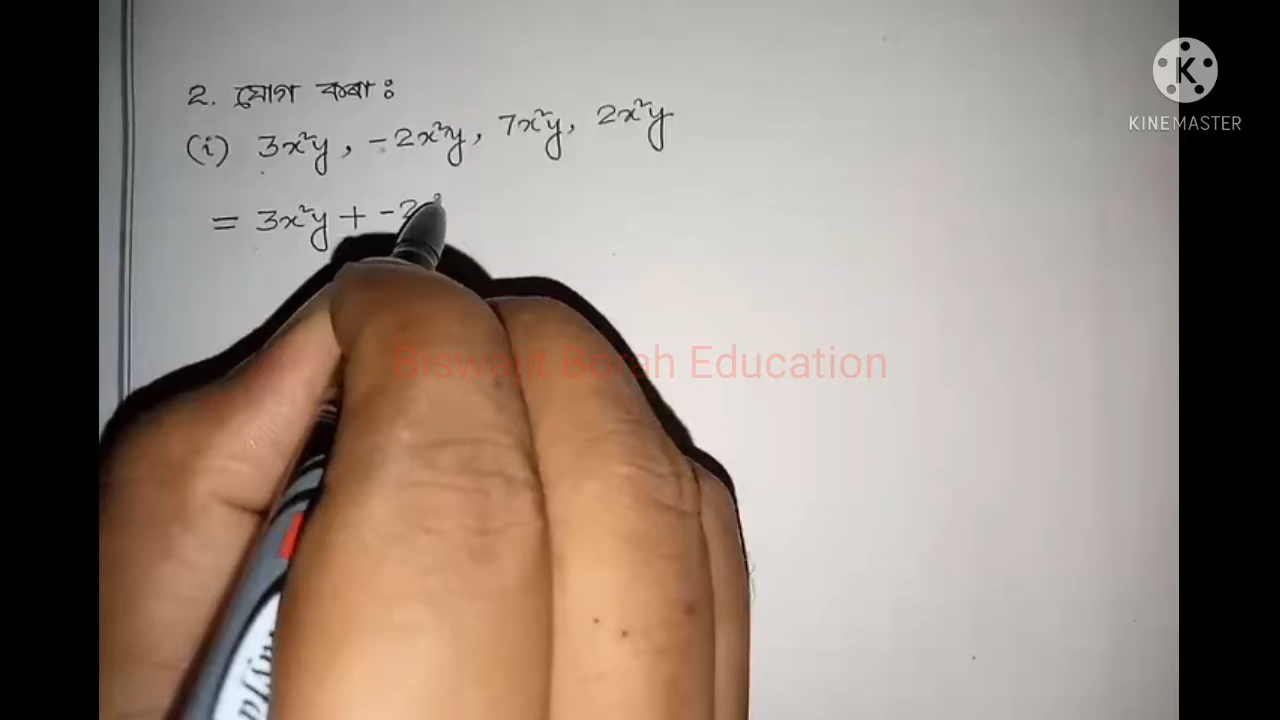 2. যোগ কৰা ঃ
(i) 3x²y, -2x²y, 7x²y, 2x²y
= 3x²y + -2
Biswajit Borah Education
K
KINEMASTER